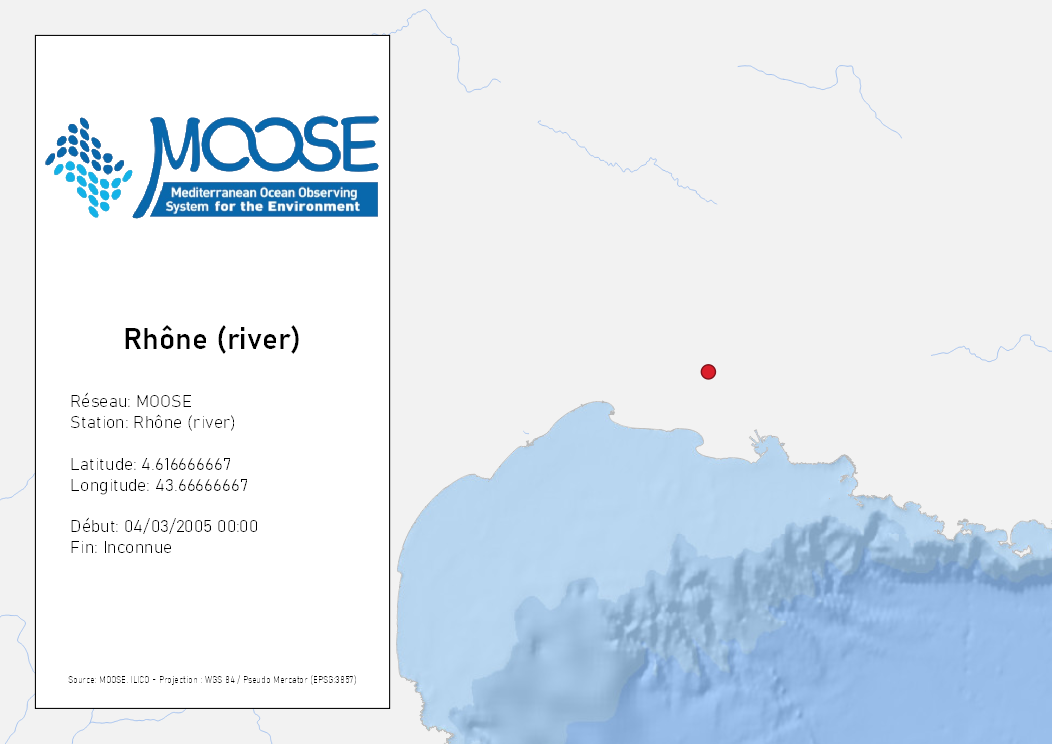 MOOSE
Mediterranean Ocean Observing
System for the Environment
Rhône (river)
Réseau: MOOSE
Station: Rhône (river)
Latitude: 4.616666667
Longitude: 43.66666667
Début: 04/03/2005 00:00
Fin: Inconnue
Source: MOOSE, ILICO - Projection : WGS 84 / Pseudo Mercator (EPSG:3857)